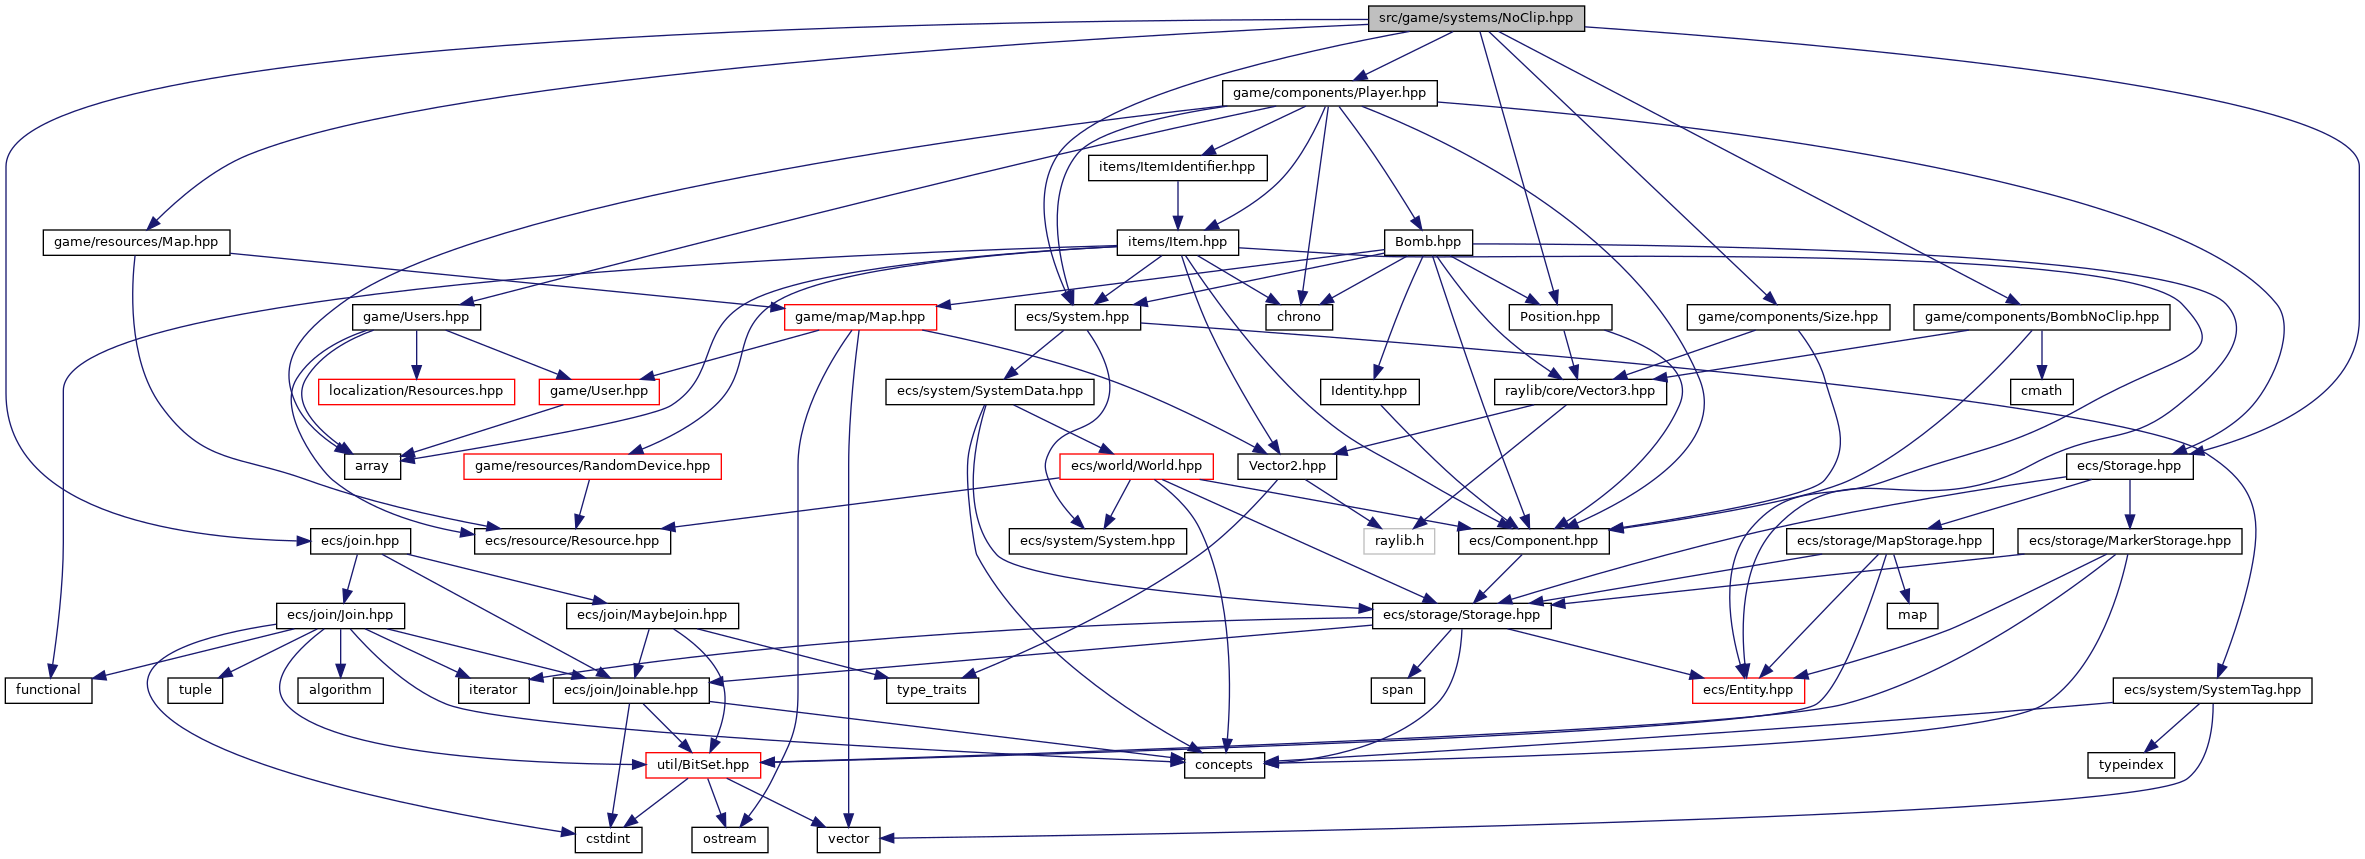 src/game/systems/NoClip.hpp
game/components/Player.hpp
items/ItemIdentifier.hpp
game/resources/Map.hpp
items/Item.hpp
Bomb.hpp
game/Users.hpp
game/map/Map.hpp
ecs/System.hpp
chrono
Position.hpp
game/components/Size.hpp
game/components/BombNoClip.hpp
localization/Resources.hpp
game/User.hpp
ecs/system/SystemData.hpp
Identity.hpp
raylib/core/Vector3.hpp
cmath
array
game/resources/RandomDevice.hpp
ecs/world/World.hpp
Vector2.hpp
ecs/Storage.hpp
ecs/join.hpp
ecs/resource/Resource.hpp
ecs/system/System.hpp
raylib.h
ecs/Component.hpp
ecs/storage/MapStorage.hpp
ecs/storage/MarkerStorage.hpp
ecs/join/Join.hpp
ecs/join/MaybeJoin.hpp
ecs/storage/Storage.hpp
map
functional
tuple
algorithm
iterator
ecs/join/Joinable.hpp
type_traits
span
ecs/Entity.hpp
ecs/system/SystemTag.hpp
util/BitSet.hpp
concepts
typeindex
cstdint
ostream
vector